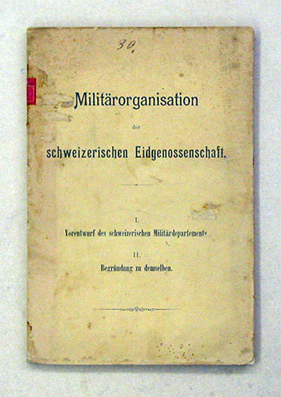 30.
Militärorganisation
der
schweizerischen Eidgenossenschaft.
I.
Vorentwurf des schweizerischen Militärdepartements.
II.
Begründung zu demselben.